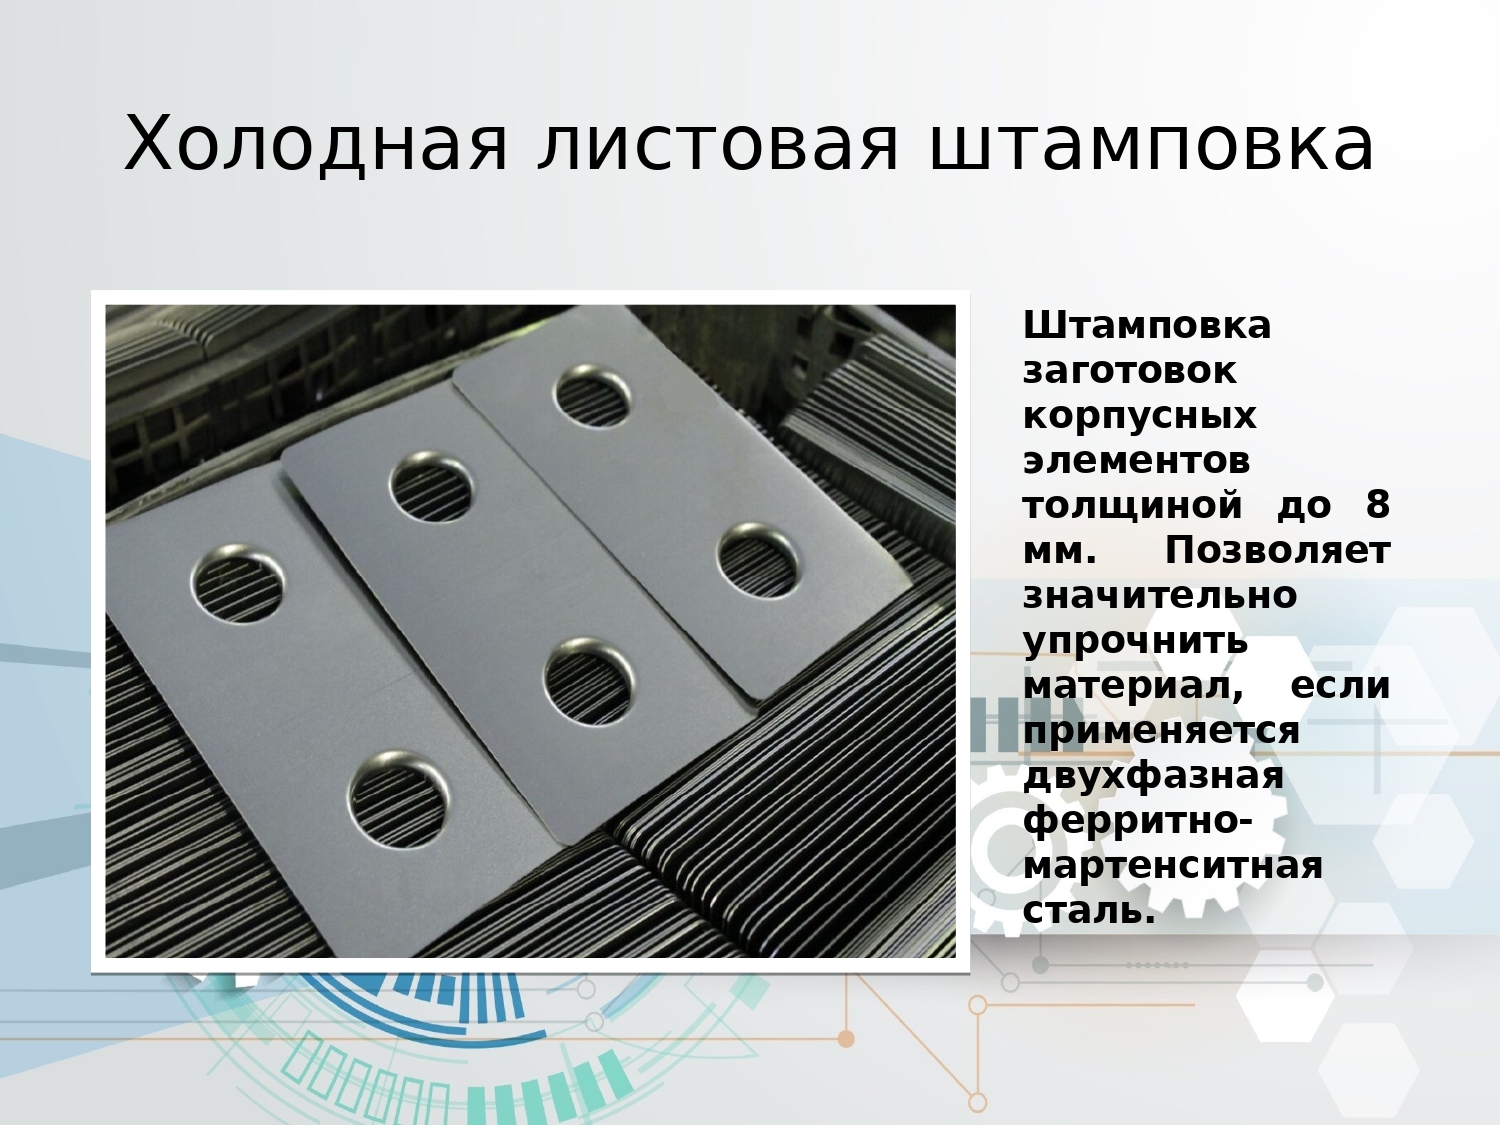 Холодная листовая штамповка
Штамповка
заготовок
корпусных
элементов
толщиной до 8
мм. Позволяет
значительно
упрочнить
материал, если
применяется
двухфазная
ферритно-
мартенситная
сталь.